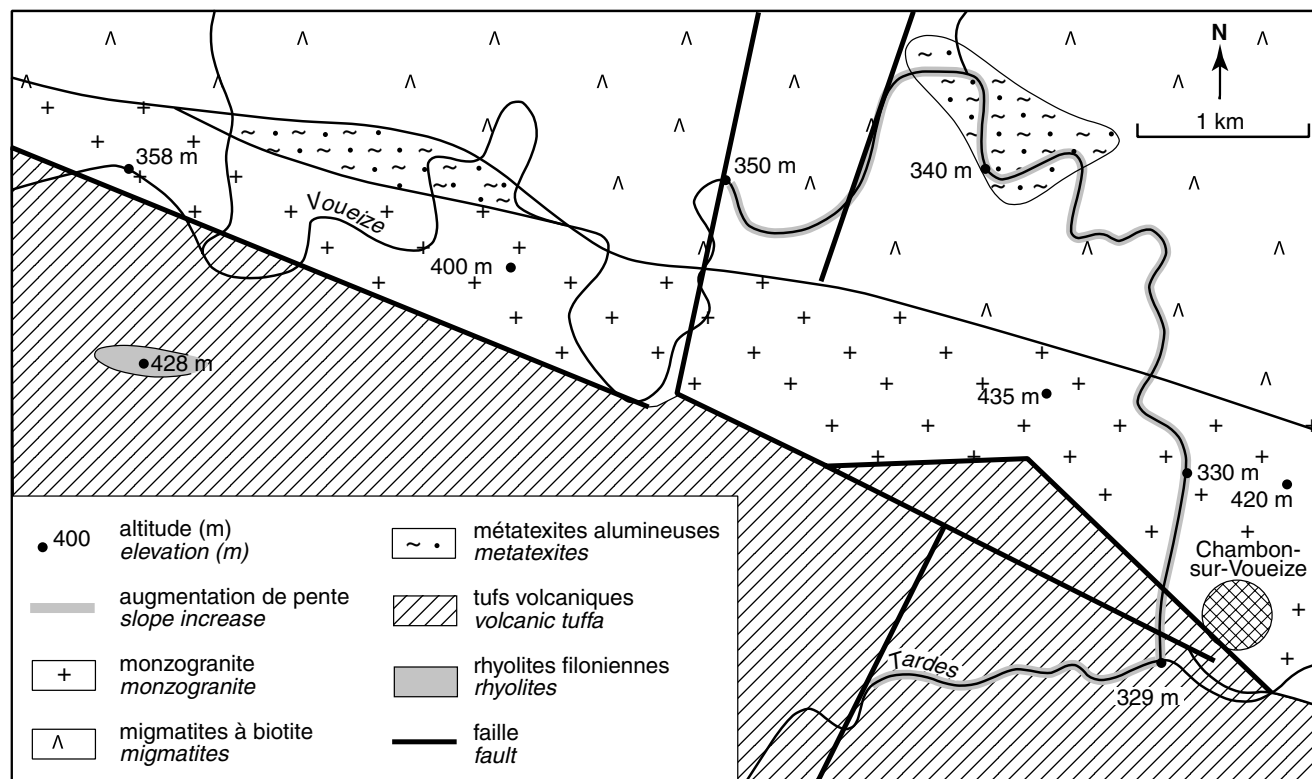 N
1 km
358 m
350 m
340 m
Voueize
400 m
428 m
435 m
330 m
420 m
Chambon-
sur-Voueize
Tardes
329 m
400
altitude (m)
elevation (m)
augmentation de pente
slope increase
monzogranite
monzogranite
migmatites à biotite
migmatites
métatexites alumineuses
metatexites
tufs volcaniques
volcanic tuffa
rhyolites filoniennes
rhyolites
faille
fault